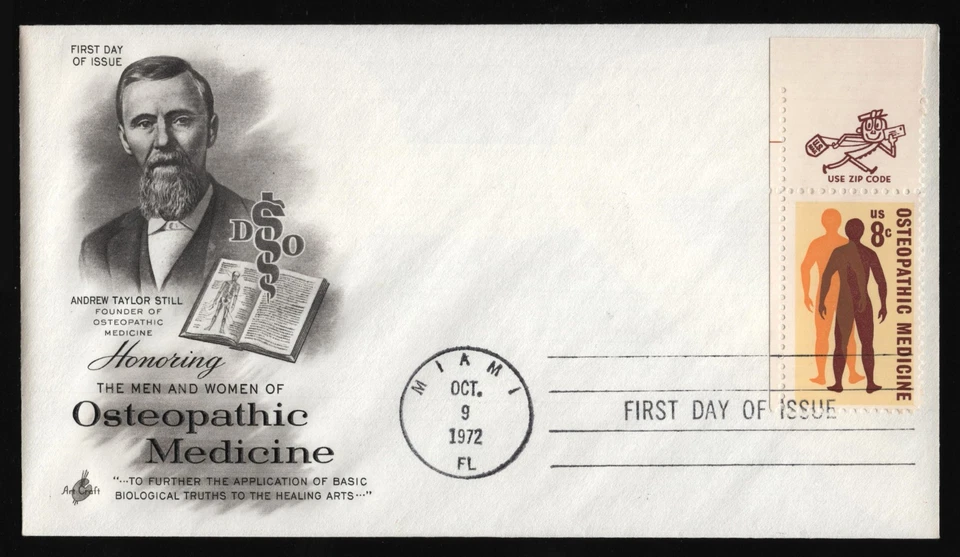 FIRST DAY
OF ISSUE
D O
ANDREW TAYLOR STILL
FOUNDER OF
OSTEOPATHIC
MEDICINE
Honoring
THE MEN AND WOMEN OF
Osteopathic
Medicine
"...TO FURTHER THE APPLICATION OF BASIC
BIOLOGICAL TRUTHS TO THE HEALING ARTS..."
Art Craft
MIAMI
OCT.
9
1972
FL
FIRST DAY OF ISSUE
USE ZIP CODE
US
8c
OSTEOPATHIC MEDICINE